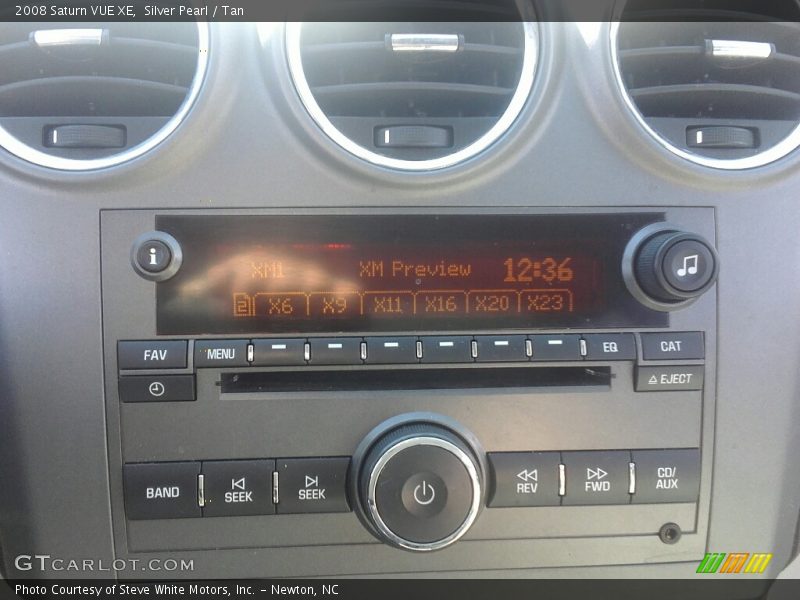 2008 Saturn VUE XE, Silver Pearl / Tan
i
XM1 XM Preview 12:36
2 X6 X9 X11 X16 X20 X23
FAV MENU EQ CAT
EJECT
BAND SEEK SEEK REV FWD CD/
AUX
GTCARLOT.COM
Photo Courtesy of Steve White Motors, Inc. – Newton, NC